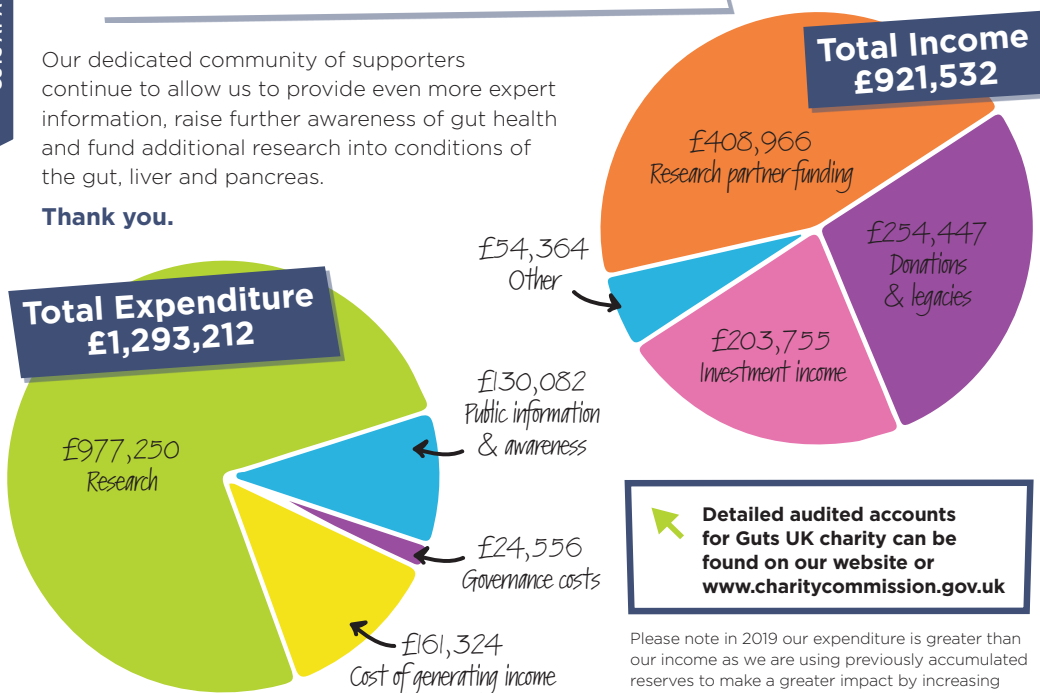 Our dedicated community of supporters
continue to allow us to provide even more expert
information, raise further awareness of gut health
and fund additional research into conditions of
the gut, liver and pancreas.
Thank you.
Total Income
£921,532
£408,966
Research partner funding
£254,447
Donations
& legacies
£54,364
Other
£203,755
Investment income
Total Expenditure
£1,293,212
£977,250
Research
£130,082
Public information
& awareness
£24,556
Governance costs
£161,324
Cost of generating income
Detailed audited accounts
for Guts UK charity can be
found on our website or
www.charitycommission.gov.uk
Please note in 2019 our expenditure is greater than
our income as we are using previously accumulated
reserves to make a greater impact by increasing